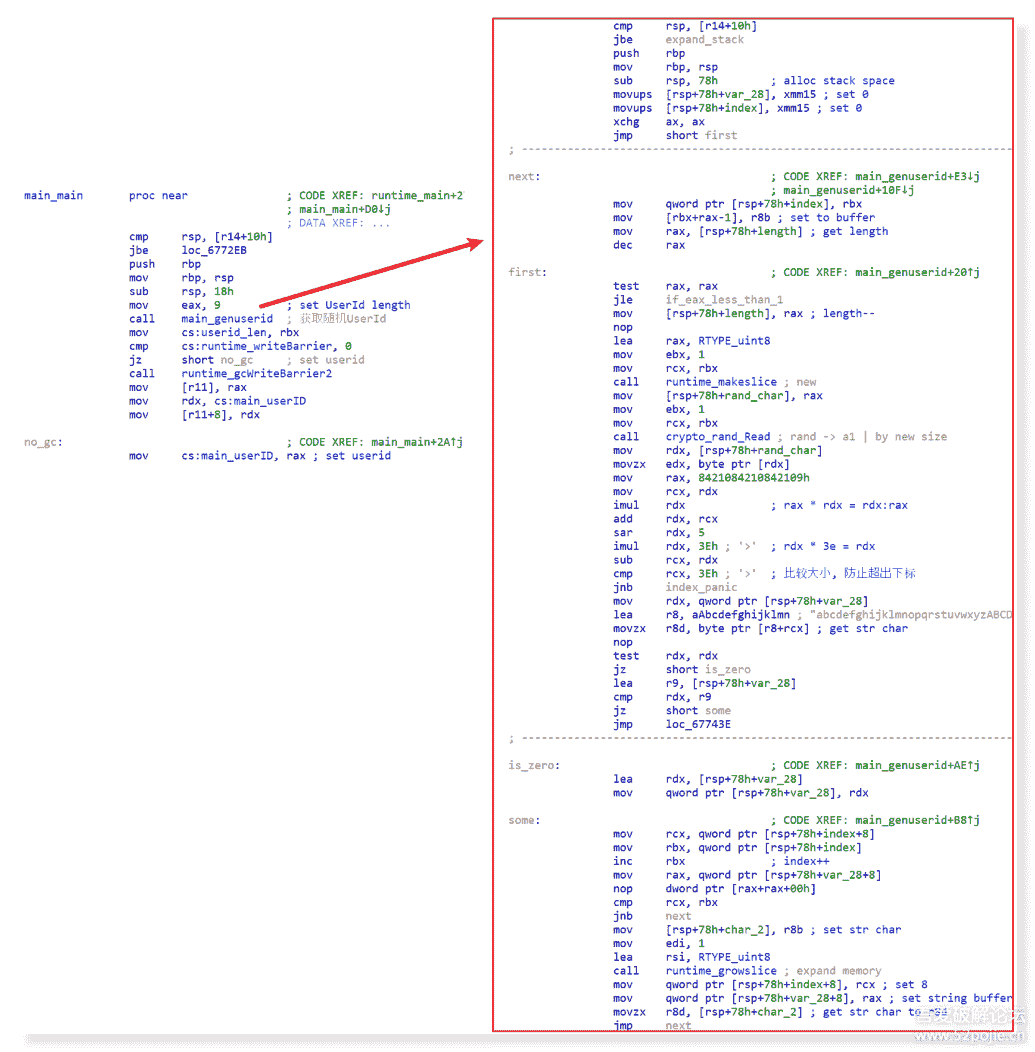 main_main proc near ; CODE XREF: runtime_main+2
; main_main+D0↓j
; DATA XREF: ...
cmp rsp, [r14+10h]
jbe loc_6772EB
push rbp
mov rbp, rsp
sub rsp, 18h
mov eax, 9 ; set UserId length
call main_genuserid ; 获取随机UserId
mov cs:userid_len, rbx
cmp cs:runtime_writeBarrier, 0
jz short no_gc ; set userid
call runtime_gcWriteBarrier2
mov [r11], rax
mov rdx, cs:main_userID
mov [r11+8], rdx
no_gc: ; CODE XREF: main_main+2A↑j
mov cs:main_userID, rax ; set userid
cmp rsp, [r14+10h]
jbe expand_stack
push rbp
mov rbp, rsp
sub rsp, 78h ; alloc stack space
movups [rsp+78h+var_28], xmm15 ; set 0
movups [rsp+78h+index], xmm15 ; set 0
xchg ax, ax
jmp short first
; ---------------------------------------------------------------------------
next: ; CODE XREF: main_genuserid+E3↓j
; main_genuserid+10F↓j
mov qword ptr [rsp+78h+index], rbx
mov [rbx+rax-1], r8b ; set to buffer
mov rax, [rsp+78h+length] ; get length
dec rax
first: ; CODE XREF: main_genuserid+20↑j
test rax, rax
jle if_eax_less_than_1
mov [rsp+78h+length], rax ; length--
nop
lea rax, RTYPE_uint8
mov ebx, 1
mov rcx, rbx
call runtime_makeslice ; new
mov [rsp+78h+rand_char], rax
mov ebx, 1
mov rcx, rbx
call crypto_rand_Read ; rand -> a1 | by new size
mov rdx, [rsp+78h+rand_char]
movzx edx, byte ptr [rdx]
mov rax, 8421084210842109h
mov rcx, rdx
imul rdx ; rax * rdx = rdx:rax
add rdx, rcx
sar rdx, 5
imul rdx, 3Eh ; '>' ; rdx * 3e = rdx
sub rcx, rdx
cmp rcx, 3Eh ; '>' ; 比较大小, 防止超出下标
jnb index_panic
mov rdx, qword ptr [rsp+78h+var_28]
lea r8, aAbcdefghijklmn ; "abcdefghijklmnopqrstuvwxyzABCD
movzx r8d, byte ptr [r8+rcx] ; get str char
nop
test rdx, rdx
jz short is_zero
lea r9, [rsp+78h+var_28]
cmp rdx, r9
jz short some
jmp loc_67743E
; ---------------------------------------------------------------------------
is_zero: ; CODE XREF: main_genuserid+AE↑j
lea rdx, [rsp+78h+var_28]
mov qword ptr [rsp+78h+var_28], rdx
some: ; CODE XREF: main_genuserid+B8↑j
mov rcx, qword ptr [rsp+78h+index+8]
mov rbx, qword ptr [rsp+78h+index]
inc rbx ; index++
mov rax, qword ptr [rsp+78h+var_28+8]
nop dword ptr [rax+rax+00h]
cmp rcx, rbx
jnb next
mov [rsp+78h+char_2], r8b ; set str char
mov edi, 1
lea rsi, RTYPE_uint8
call runtime_growslice ; expand memory
mov qword ptr [rsp+78h+index+8], rcx ; set 8
mov qword ptr [rsp+78h+var_28+8], rax ; set string buffer
movzx r8d, [rsp+78h+char_2] ; get str char to r8d
jmp next
吾爱破解论坛
www.52pojie.cn